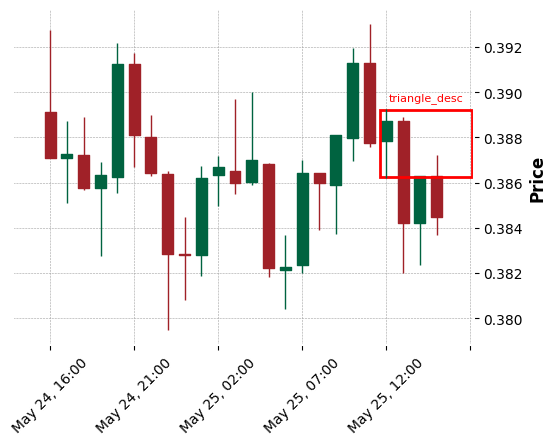 triangle_desc
0.392
0.390
0.388
0.386
0.384
0.382
0.380
Price
May 24, 16:00
May 24, 21:00
May 25, 02:00
May 25, 07:00
May 25, 12:00